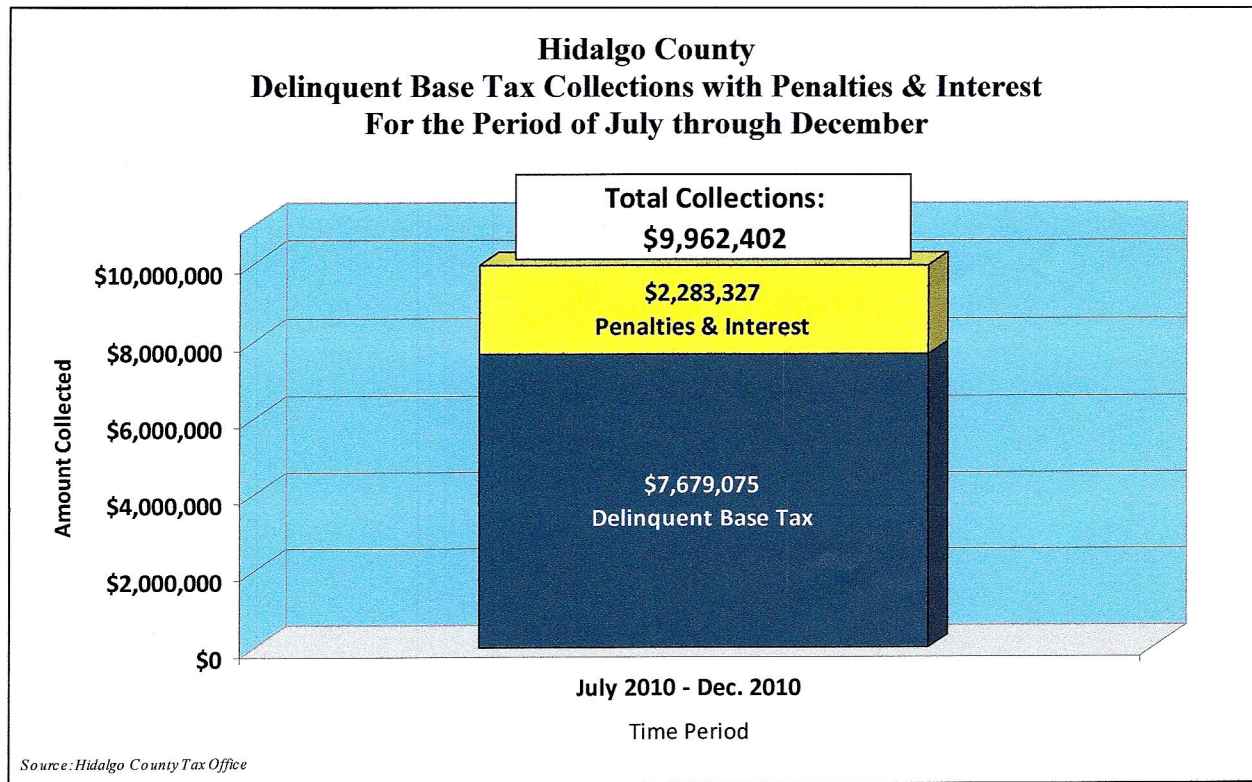 Hidalgo County
Delinquent Base Tax Collections with Penalties & Interest
For the Period of July through December
Total Collections:
$9,962,402
$10,000,000
$8,000,000
$6,000,000
$4,000,000
$2,000,000
$0
Amount Collected
$2,283,327
Penalties & Interest
$7,679,075
Delinquent Base Tax
July 2010 - Dec. 2010
Time Period
Source: Hidalgo County Tax Office